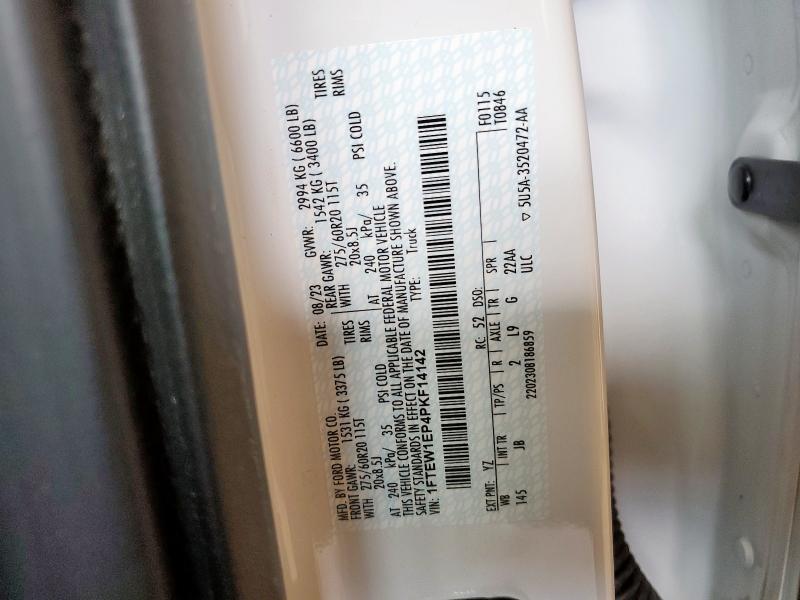 MFD. BY FORD MOTOR CO.
DATE: 08/23 GVWR: 2994 KG ( 6600 LB)
FRONT GAWR: 1531 KG ( 3375 LB) REAR GAWR: 1542 KG ( 3400 LB)
WITH 275/60R20 115T TIRES WITH 275/60R20 115T TIRES
20x8.5J RIMS 20x8.5J RIMS
AT 240 kPa/ 35 PSI COLD AT 240 kPa/ 35 PSI COLD
THIS VEHICLE CONFORMS TO ALL APPLICABLE FEDERAL MOTOR VEHICLE
SAFETY STANDARDS IN EFFECT ON THE DATE OF MANUFACTURE SHOWN ABOVE.
VIN: 1FTEW1EP4PKF14142 TYPE: Truck
EXT PNT: YZ RC: 52 DSO: F0115
WB INT TR TP/PS R AXLE TR SPR T0846
145 JB 2 L9 G 22AA
2202308186859 ULC ▽ 5U5A-3520472-AA